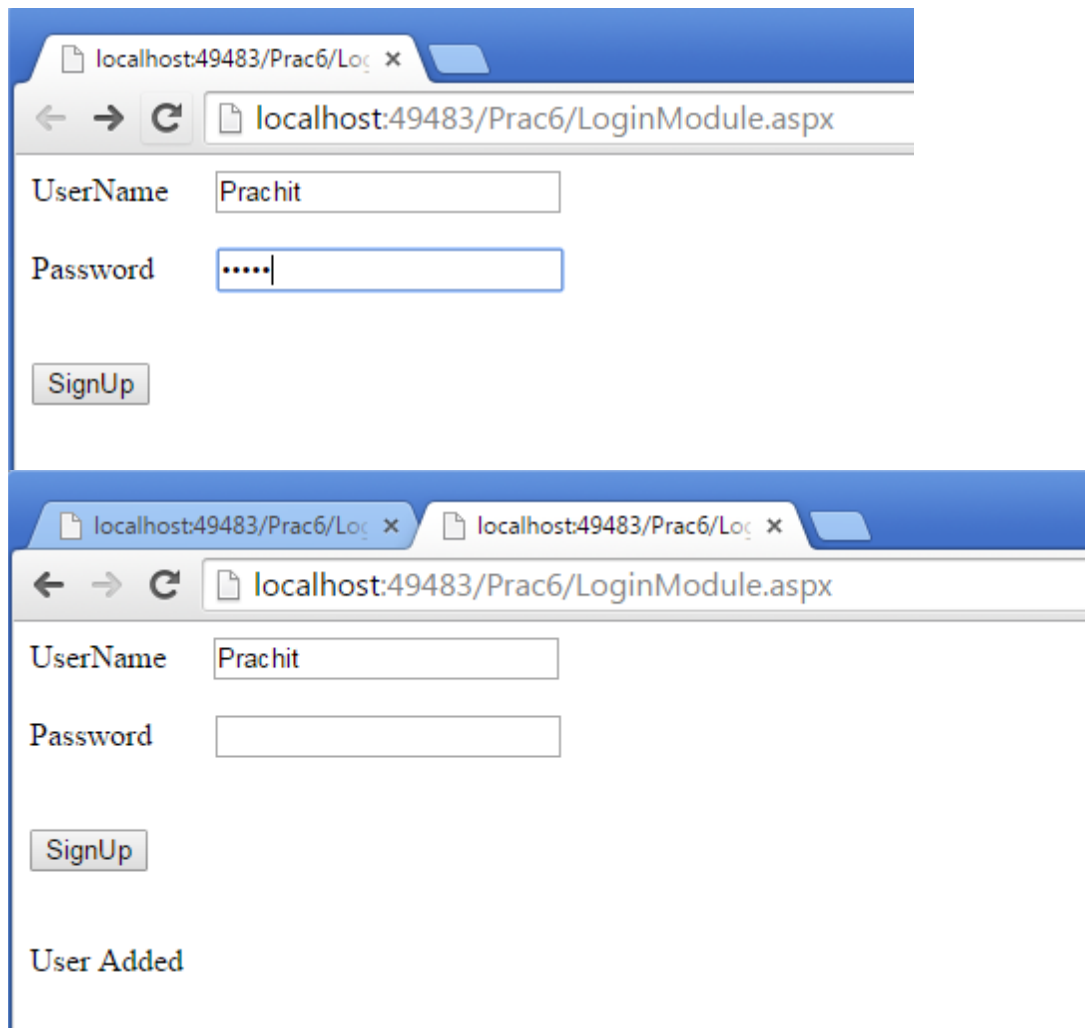 localhost:49483/Prac6/Log
localhost:49483/Prac6/LoginModule.aspx
UserName Prachit
Password •••••
SignUp
localhost:49483/Prac6/Log localhost:49483/Prac6/Log
localhost:49483/Prac6/LoginModule.aspx
UserName Prachit
Password
SignUp
User Added